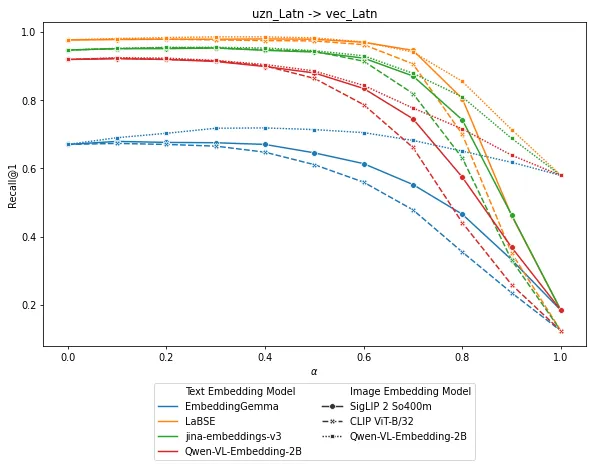 uzn_Latn -> vec_Latn
1.0
0.8
0.6
0.4
0.2
Recall@1
0.0 0.2 0.4 0.6 0.8 1.0
α
Text Embedding Model Image Embedding Model
EmbeddingGemma SigLIP 2 So400m
LaBSE CLIP ViT-B/32
jina-embeddings-v3 Qwen-VL-Embedding-2B
Qwen-VL-Embedding-2B